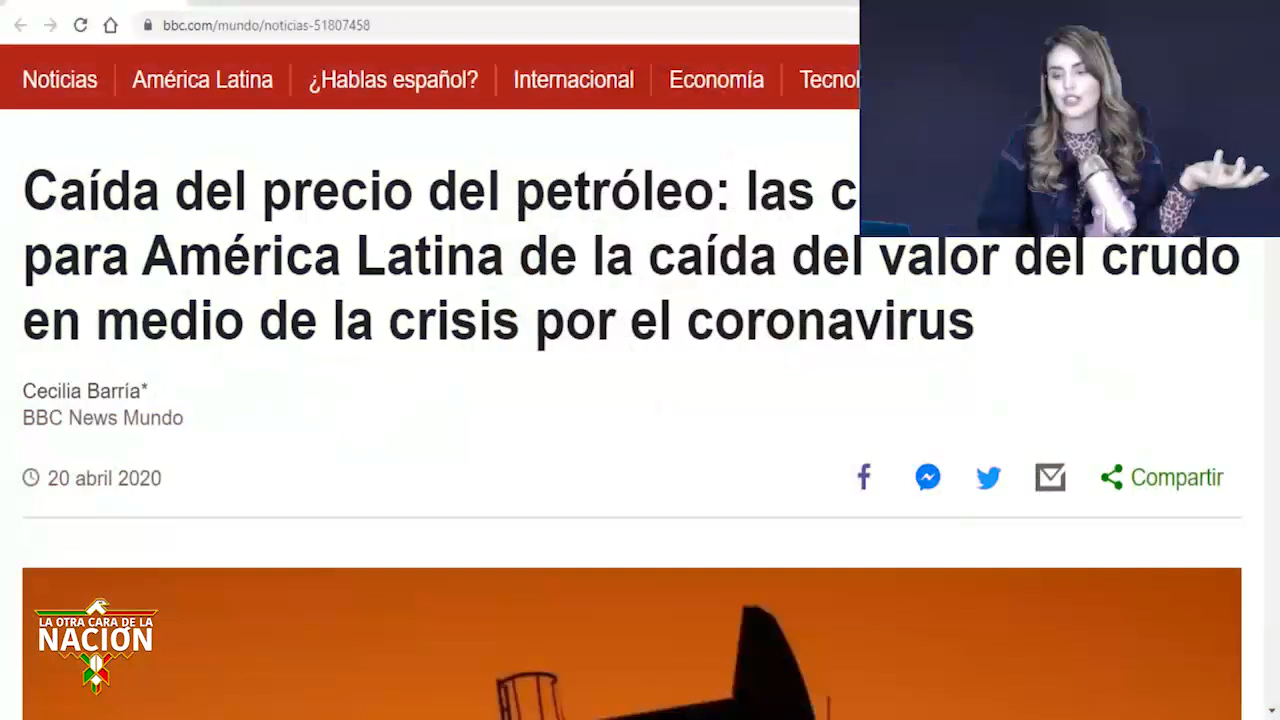 bbc.com/mundo/noticias-51807458
Noticias América Latina ¿Hablas español? Internacional Economía Tecnol
Caída del precio del petróleo: las c
para América Latina de la caída del valor del crudo
en medio de la crisis por el coronavirus
Cecilia Barría*
BBC News Mundo
20 abril 2020
Compartir
LA OTRA CARA DE LA
NACIÓN